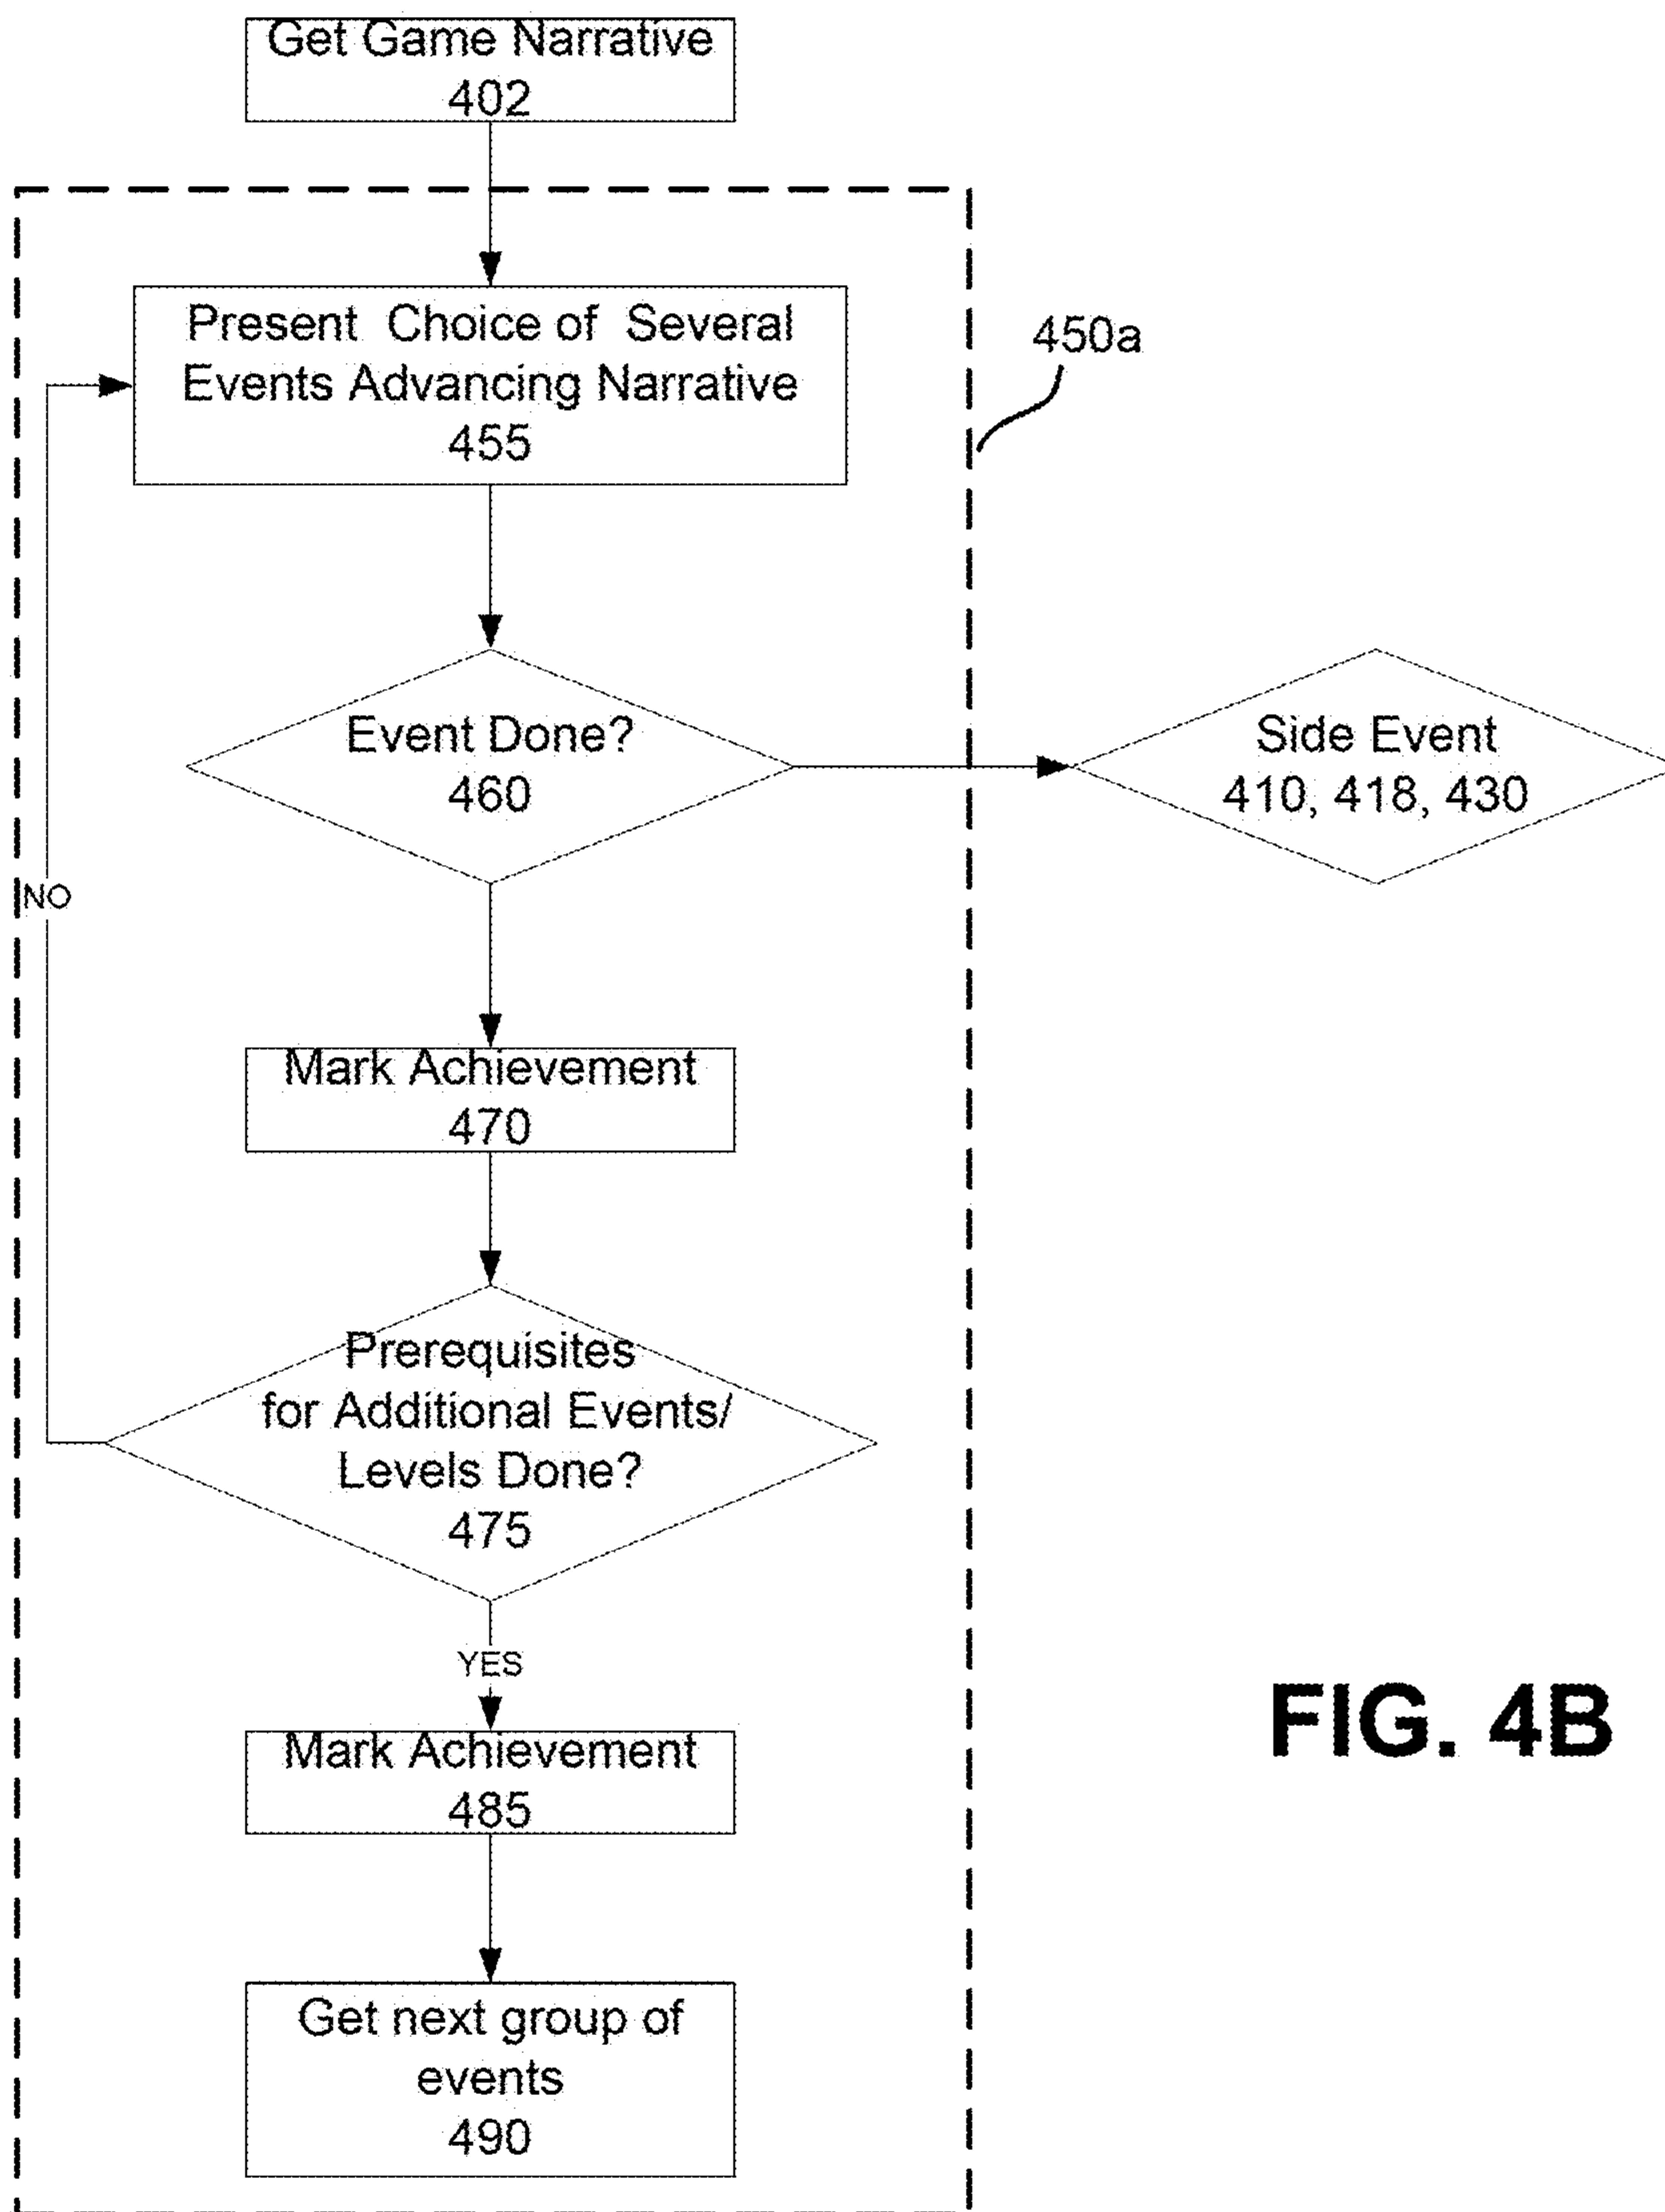 Get Game Narrative
402
Present Choice of Several
Events Advancing Narrative
455
450a
Event Done?
460
Side Event
410, 418, 430
NO
Mark Achievement
470
Prerequisites
for Additional Events/
Levels Done?
475
YES
Mark Achievement
485
FIG. 4B
Get next group of
events
490